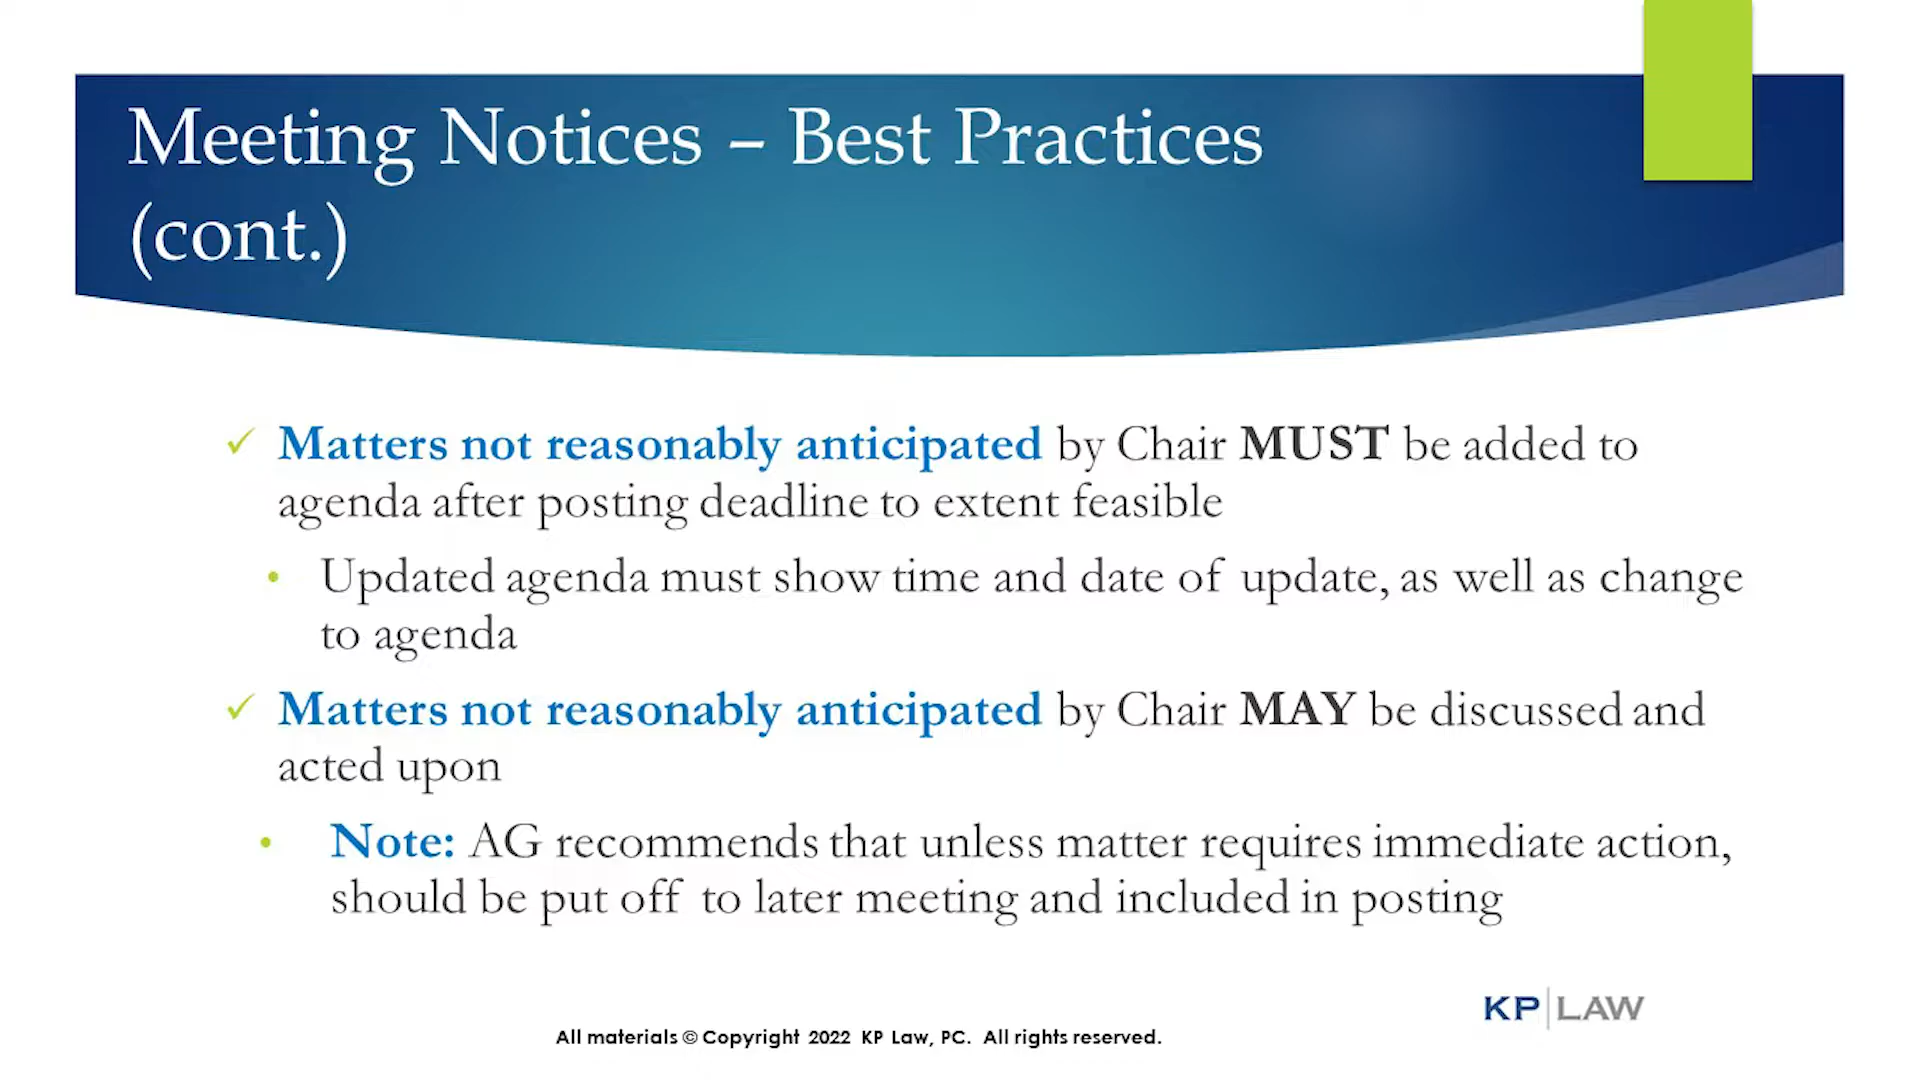 Meeting Notices – Best Practices
(cont.)
✓ Matters not reasonably anticipated by Chair MUST be added to
agenda after posting deadline to extent feasible
• Updated agenda must show time and date of update, as well as change
to agenda
✓ Matters not reasonably anticipated by Chair MAY be discussed and
acted upon
• Note: AG recommends that unless matter requires immediate action,
should be put off to later meeting and included in posting
KP|LAW
All materials © Copyright 2022 KP Law, PC. All rights reserved.